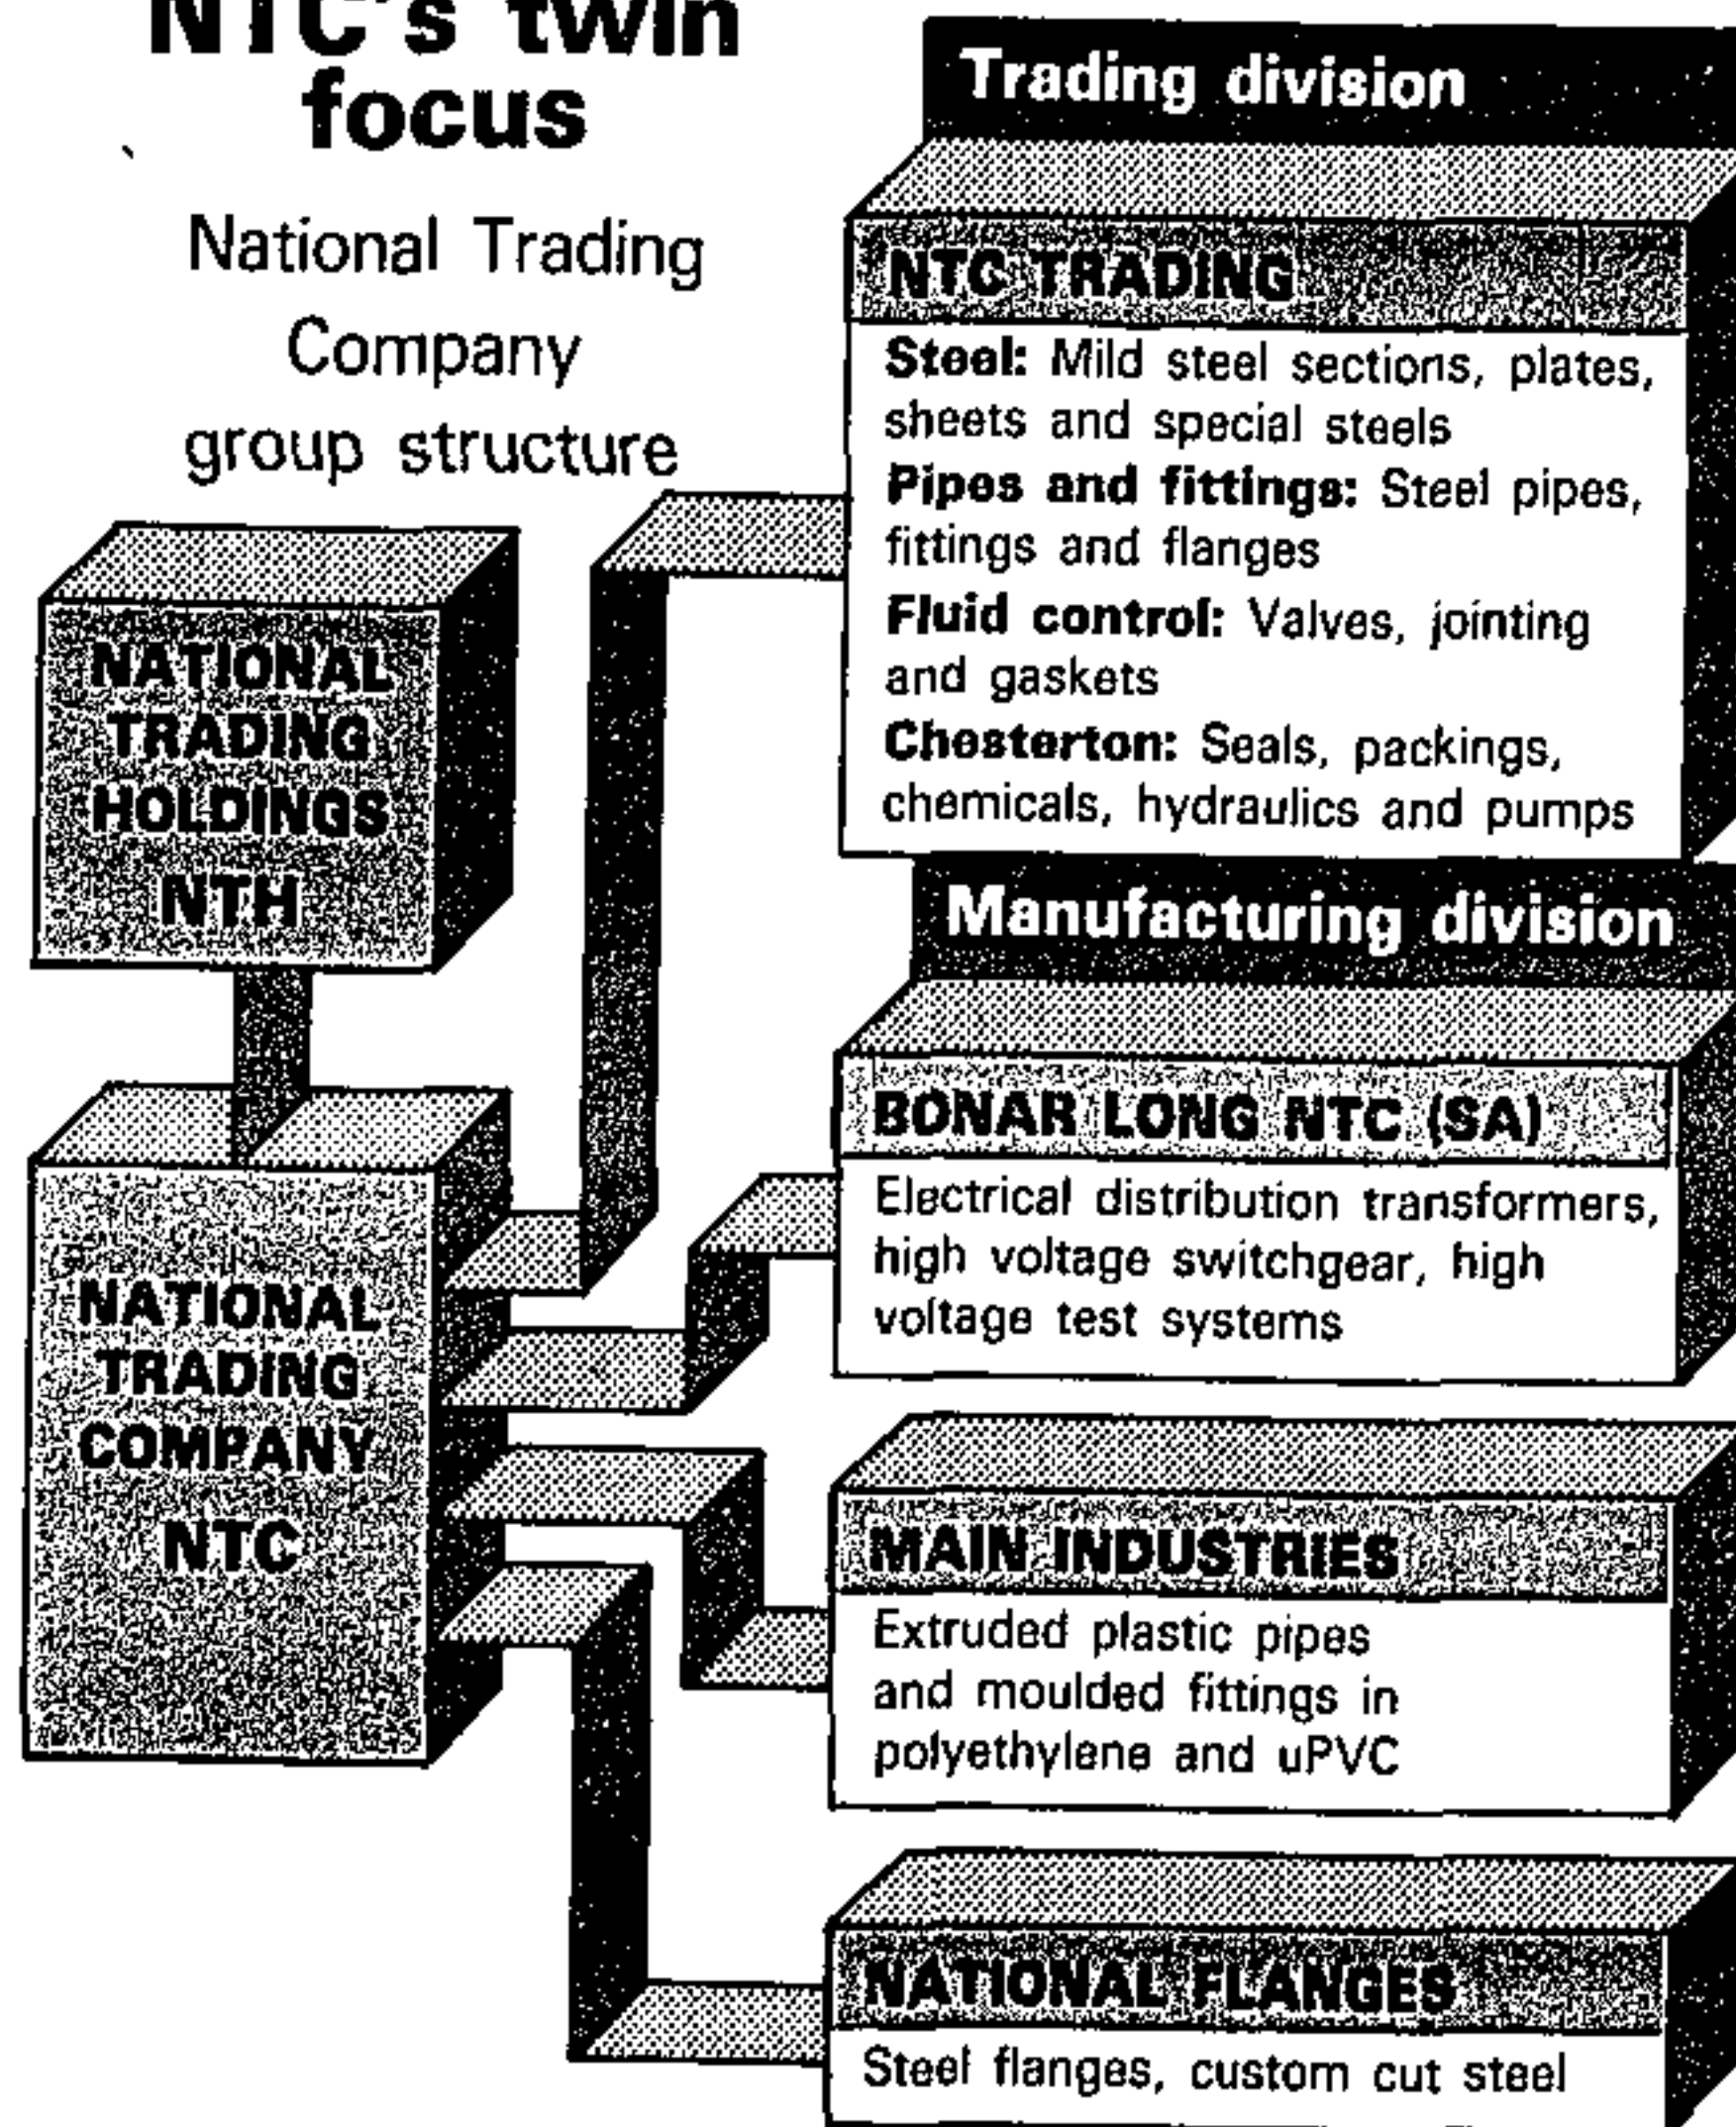 NTC's twin
focus
National Trading
Company
group structure
NATIONAL
TRADING
HOLDINGS
NTH
NATIONAL
TRADING
COMPANY
NTC
Trading division
NTC TRADING
Steel: Mild steel sections, plates,
sheets and special steels
Pipes and fittings: Steel pipes,
fittings and flanges
Fluid control: Valves, jointing
and gaskets
Chesterton: Seals, packings,
chemicals, hydraulics and pumps
Manufacturing division
BONAR LONG NTC (SA)
Electrical distribution transformers,
high voltage switchgear, high
voltage test systems
MAIN INDUSTRIES
Extruded plastic pipes
and moulded fittings in
polyethylene and uPVC
NATIONAL FLANGES
Steel flanges, custom cut steel